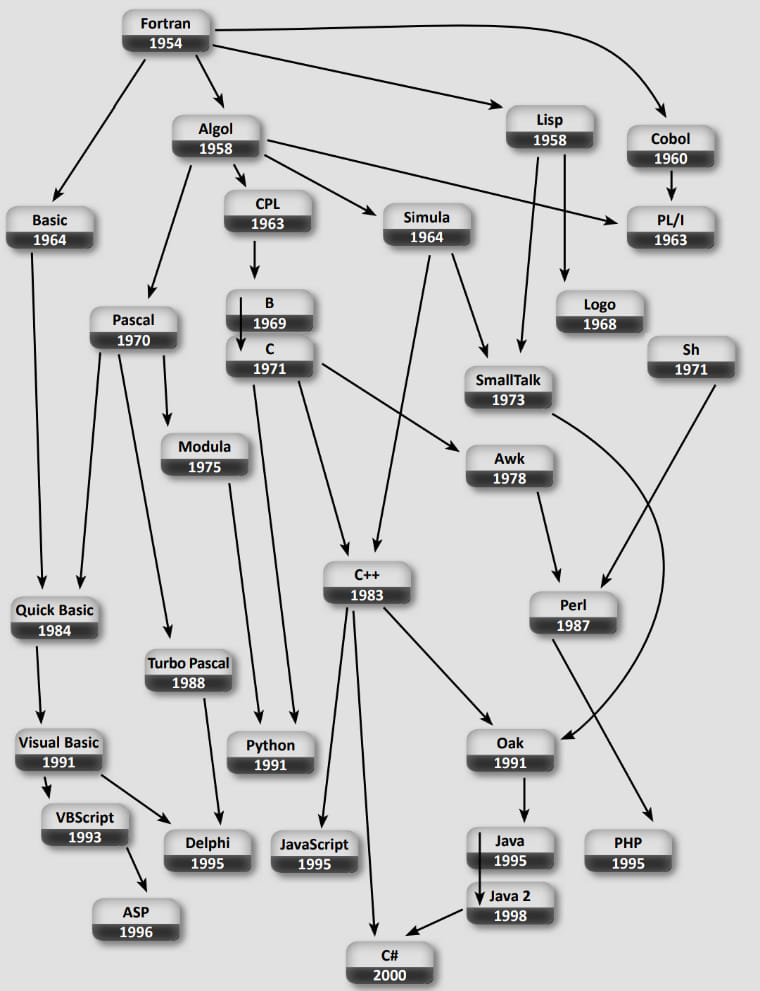 Fortran
1954
Lisp
1958
Algol
1958
Cobol
1960
CPL
1963
Basic
1964
Simula
1964
PL/I
1963
B
1969
Logo
1968
Pascal
1970
C
1971
Sh
1971
SmallTalk
1973
Modula
1975
Awk
1978
C++
1983
Perl
1987
Quick Basic
1984
Turbo Pascal
1988
Visual Basic
1991
Python
1991
Oak
1991
VBScript
1993
Delphi
1995
JavaScript
1995
Java
1995
PHP
1995
Java 2
1998
ASP
1996
C#
2000